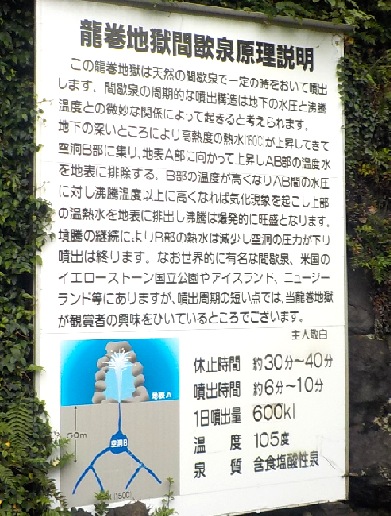 龍巻地獄間歇泉原理説明
この龍巻地獄は天然の間歇泉で一定の時をおいて噴出
します。間歇泉の周期的な噴出構造は地下の水圧と沸騰
温度との微妙な関係によって起きると考えられます。
地下の深いところにより高熱度の熱水(150℃)が上昇してきて
空洞B部に集り、地表A部に向かって上昇しAB部の温度水
を地表に排除する。B部の温度が高くなりAB間の水圧
に対し沸騰温度以上に高くなれば気化現象を起こし上部
の温熱水を地表に排出し沸騰は爆発的に旺盛となります。
噴騰の継続によりB部の熱水は減少し空洞の圧力が下り
噴出は終ります。なお世界的に有名な間歇泉、米国の
イエローストーン国立公園やアイスランド、ニュージー
ランド等にありますが、噴出周期の短い点では、当龍巻地獄
が観賞者の興味をひいているところでございます。
主人敬白
休止時間 約30分~40分
噴出時間 約6分~10分
1日噴出量 600kl
温 度 105度
泉 質 含食塩酸性泉
地表A
空洞B
(150℃)